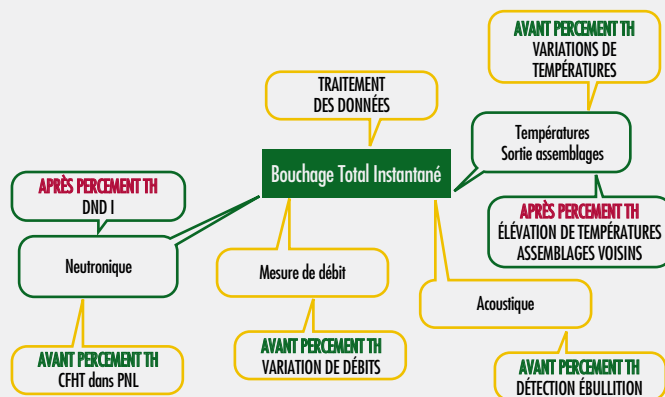 AVANT PERCEMENT TH
VARIATIONS DE
TEMPÉRATURES
TRAITEMENT
DES DONNÉES
Températures
Sortie assemblages
Bouchage Total Instantané
APRÈS PERCEMENT TH
DND I
APRÈS PERCEMENT TH
ÉLÉVATION DE TEMPÉRATURES
ASSEMBLAGES VOISINS
Neutronique
Mesure de débit
Acoustique
AVANT PERCEMENT TH
CFHT dans PNL
AVANT PERCEMENT TH
VARIATION DE DÉBITS
AVANT PERCEMENT TH
DÉTECTION ÉBULLITION